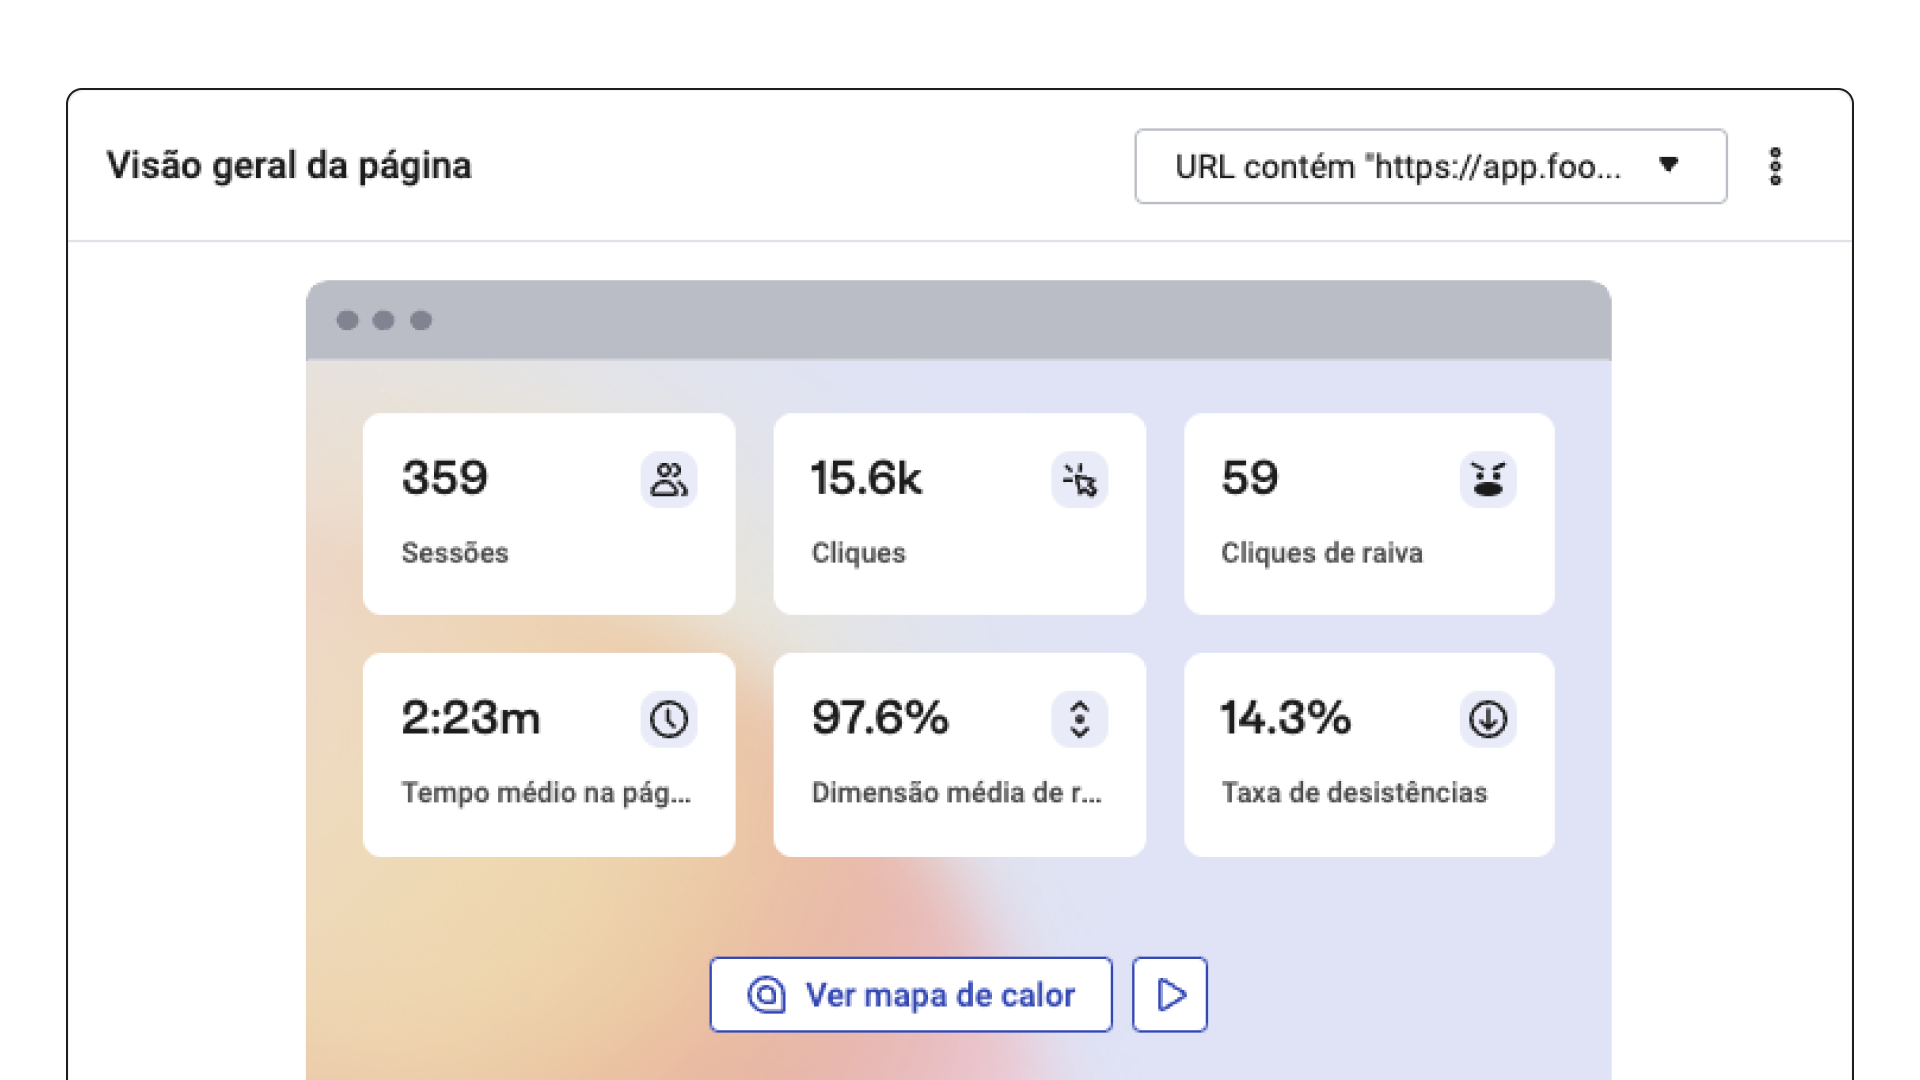 Visão geral da página
URL contém "https://app.foo...
359
Sessões
15.6k
Cliques
59
Cliques de raiva
2:23m
Tempo médio na pág...
97.6%
Dimensão média de r...
14.3%
Taxa de desistências
Ver mapa de calor